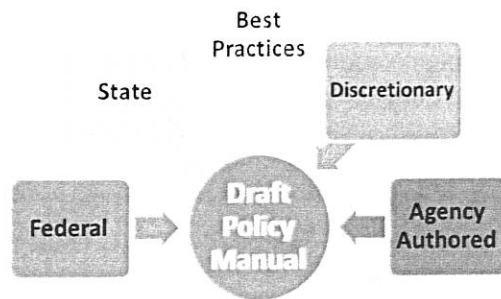 Best
Practices
State
Discretionary
Federal
Draft
Policy
Manual
Agency
Authored